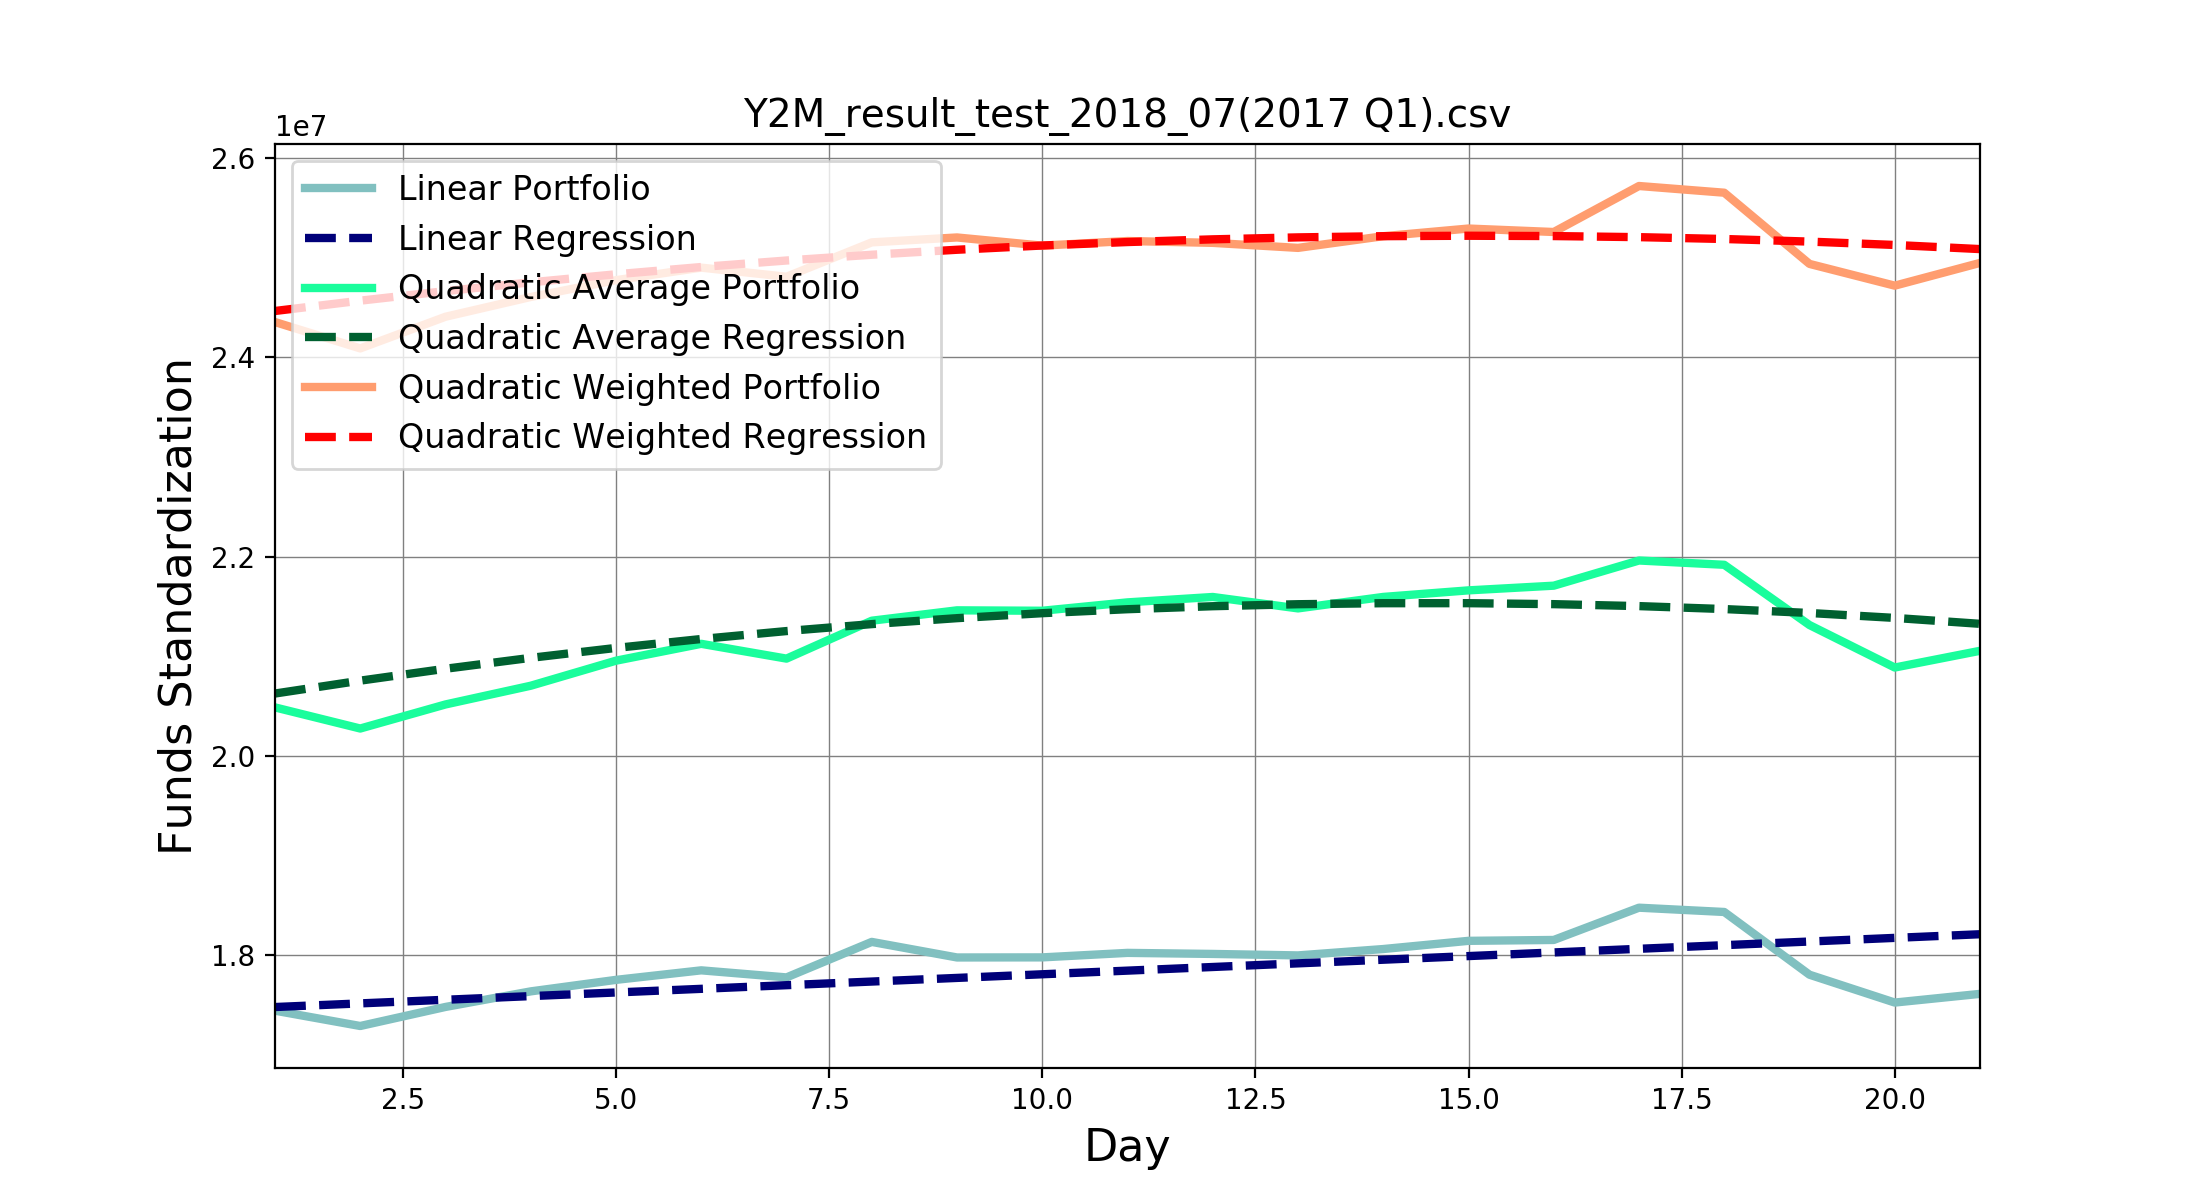 Y2M_result_test_2018_07(2017 Q1).csv
1e7
2.6
2.4
2.2
2.0
1.8
Funds Standardization
Linear Portfolio
Linear Regression
Quadratic Average Portfolio
Quadratic Average Regression
Quadratic Weighted Portfolio
Quadratic Weighted Regression
2.5 5.0 7.5 10.0 12.5 15.0 17.5 20.0
Day